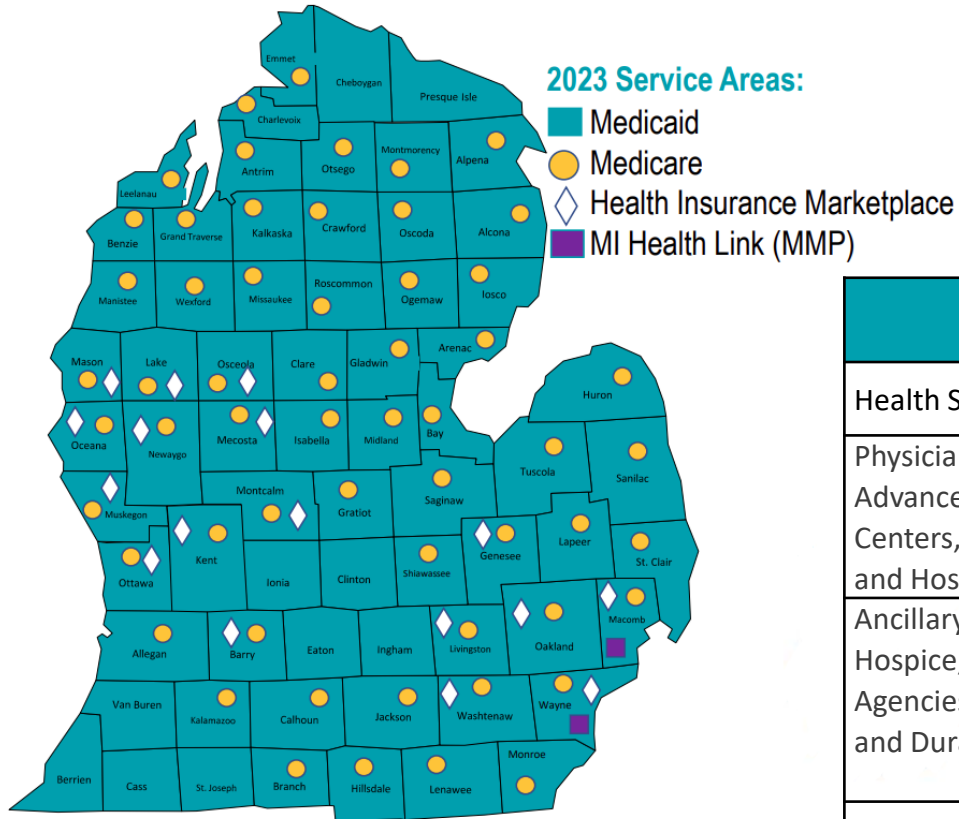 2023 Service Areas:
Medicaid
Medicare
Health Insurance Marketplace
MI Health Link (MMP)
Emmet
Cheboygan
Presque Isle
Charlevoix
Antrim
Otsego
Montmorency
Alpena
Leelanau
Benzie
Grand Traverse
Kalkaska
Crawford
Oscoda
Alcona
Manistee
Wexford
Missaukee
Roscommon
Ogemaw
Iosco
Mason
Lake
Osceola
Clare
Gladwin
Arenac
Huron
Oceana
Newaygo
Mecosta
Isabella
Midland
Bay
Tuscola
Sanilac
Muskegon
Montcalm
Gratiot
Saginaw
Ottawa
Kent
Ionia
Clinton
Shiawassee
Genesee
Lapeer
St. Clair
Allegan
Barry
Eaton
Ingham
Livingston
Oakland
Macomb
Van Buren
Kalamazoo
Calhoun
Jackson
Washtenaw
Wayne
Berrien
Cass
St. Joseph
Branch
Hillsdale
Lenawee
Monroe
Health S
Physicia
Advance
Centers,
and Hos
Ancillary
Hospice,
Agencies
and Dura